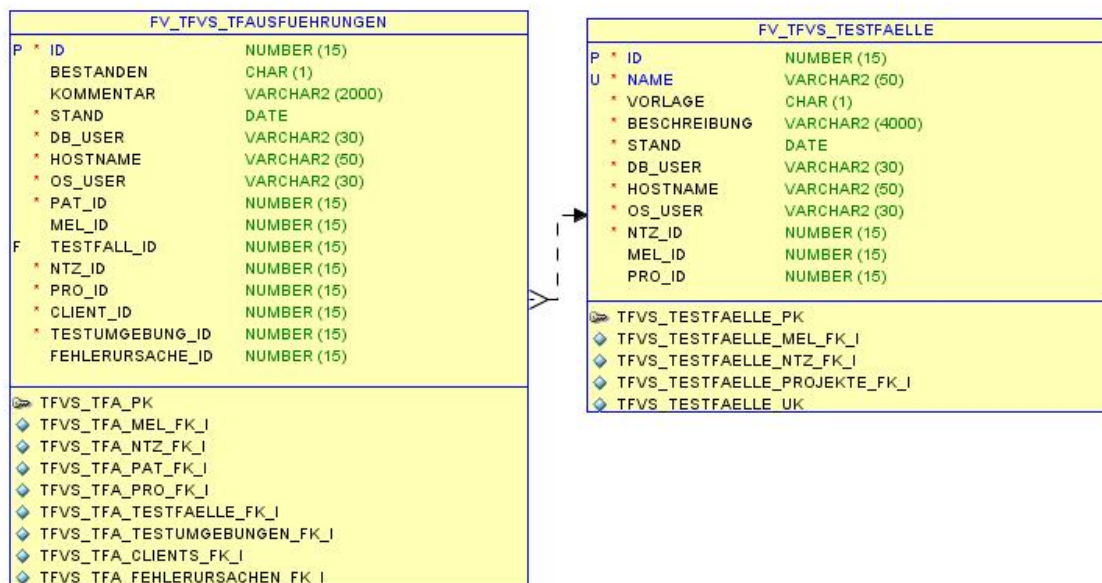 FV_TFVS_TFAUSFUEHRUNGEN
P * ID NUMBER (15)
BESTANDEN CHAR (1)
KOMMENTAR VARCHAR2 (2000)
* STAND DATE
* DB_USER VARCHAR2 (30)
* HOSTNAME VARCHAR2 (50)
* OS_USER VARCHAR2 (30)
* PAT_ID NUMBER (15)
MEL_ID NUMBER (15)
F TESTFALL_ID NUMBER (15)
* NTZ_ID NUMBER (15)
* PRO_ID NUMBER (15)
* CLIENT_ID NUMBER (15)
* TESTUMGEBUNG_ID NUMBER (15)
FEHLERURSACHE_ID NUMBER (15)
TFVS_TFA_PK
TFVS_TFA_MEL_FK_I
TFVS_TFA_NTZ_FK_I
TFVS_TFA_PAT_FK_I
TFVS_TFA_PRO_FK_I
TFVS_TFA_TESTFAELLE_FK_I
TFVS_TFA_TESTUMGEBUNGEN_FK_I
TFVS_TFA_CLIENTS_FK_I
TFVS_TFA_FEHLERURSACHEN_FK_I
FV_TFVS_TESTFAELLE
P * ID NUMBER (15)
U * NAME VARCHAR2 (50)
* VORLAGE CHAR (1)
* BESCHREIBUNG VARCHAR2 (4000)
* STAND DATE
* DB_USER VARCHAR2 (30)
* HOSTNAME VARCHAR2 (50)
* OS_USER VARCHAR2 (30)
* NTZ_ID NUMBER (15)
MEL_ID NUMBER (15)
PRO_ID NUMBER (15)
TFVS_TESTFAELLE_PK
TFVS_TESTFAELLE_MEL_FK_I
TFVS_TESTFAELLE_NTZ_FK_I
TFVS_TESTFAELLE_PROJEKTE_FK_I
TFVS_TESTFAELLE_UK